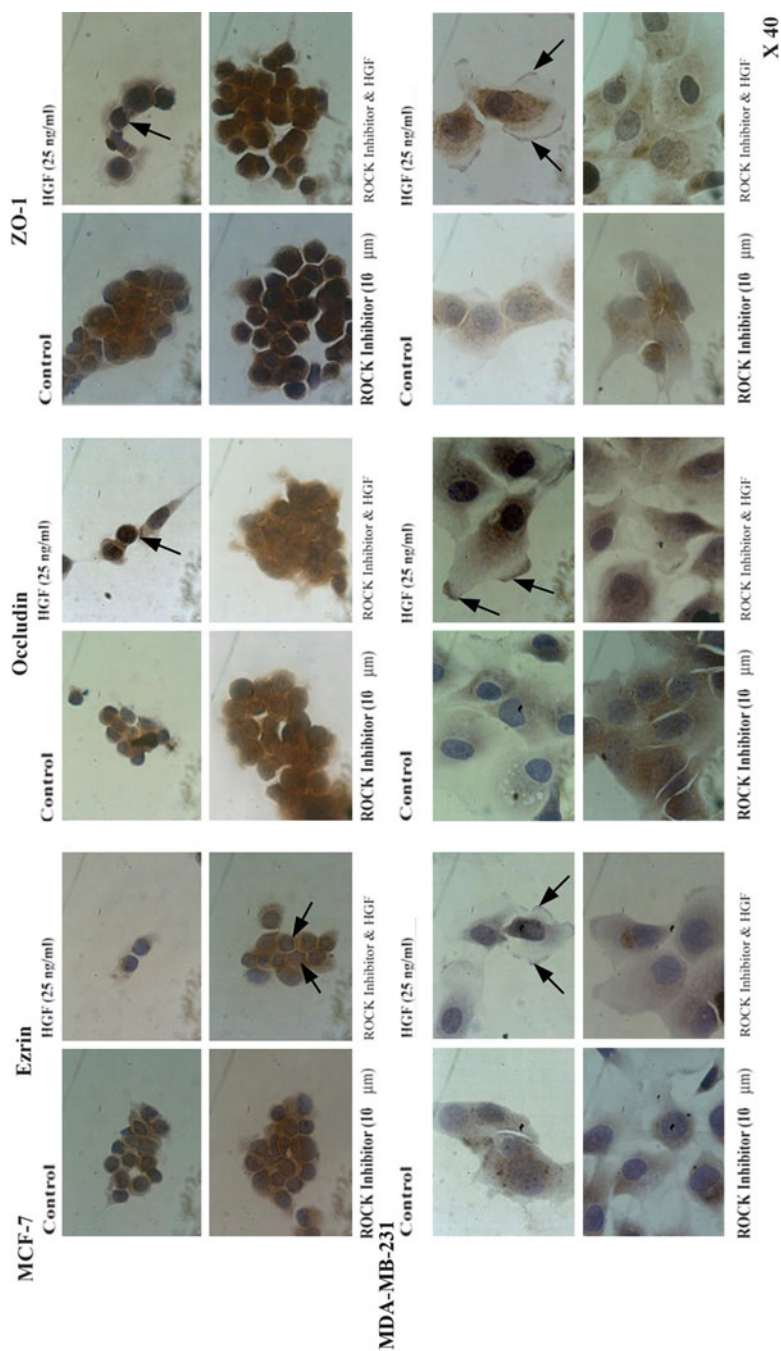 MCF-7 Ezrin Occludin ZO-1
Control HGF (25 ng/ml) Control HGF (25 ng/ml) Control HGF (25 ng/ml)
ROCK Inhibitor (10 μm) ROCK Inhibitor & HGF ROCK Inhibitor (10 μm) ROCK Inhibitor & HGF ROCK Inhibitor (10 μm) ROCK Inhibitor & HGF
MDA-MB-231
Control HGF (25 ng/ml) Control HGF (25 ng/ml) Control HGF (25 ng/ml)
ROCK Inhibitor (10 μm) ROCK Inhibitor & HGF ROCK Inhibitor (10 μm) ROCK Inhibitor & HGF ROCK Inhibitor (10 μm) ROCK Inhibitor & HGF
X 40